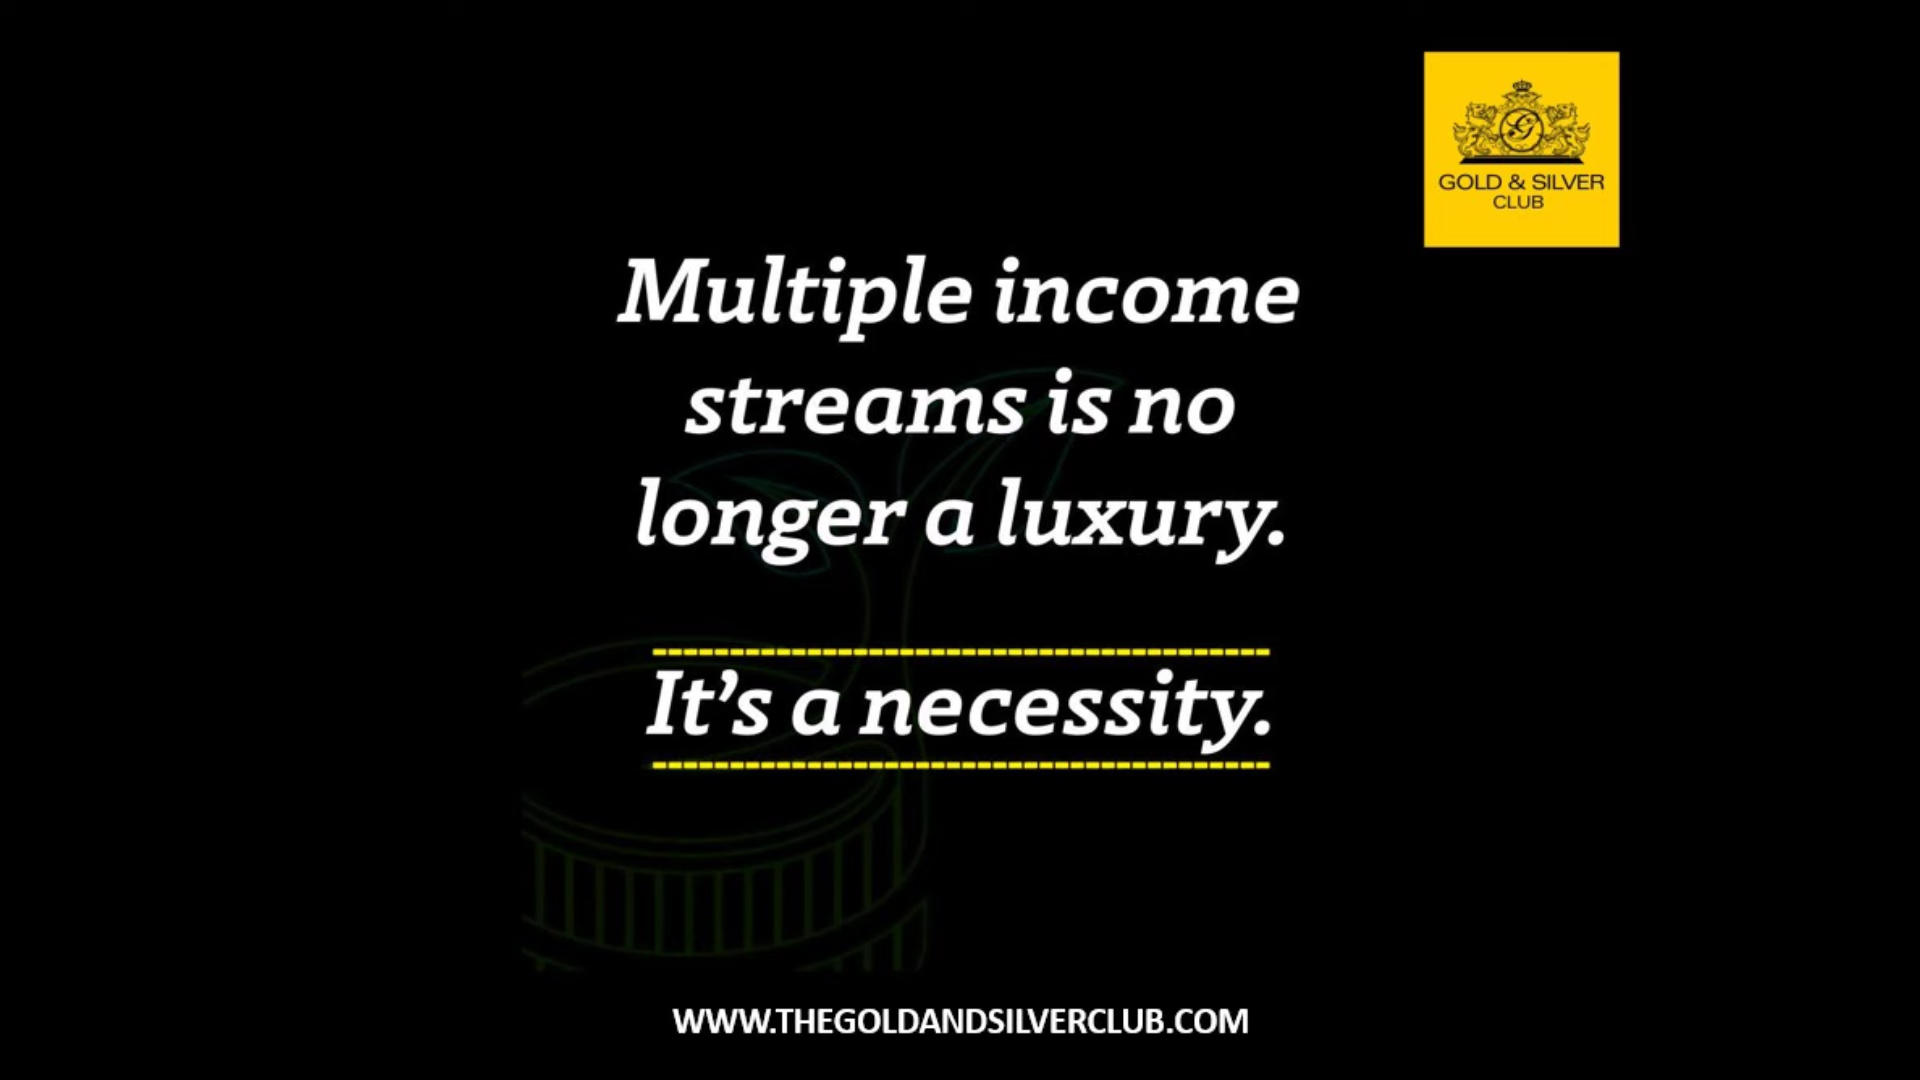 GOLD & SILVER
CLUB
Multiple income
streams is no
longer a luxury.
It’s a necessity.
WWW.THEGOLDANDSILVERCLUB.COM